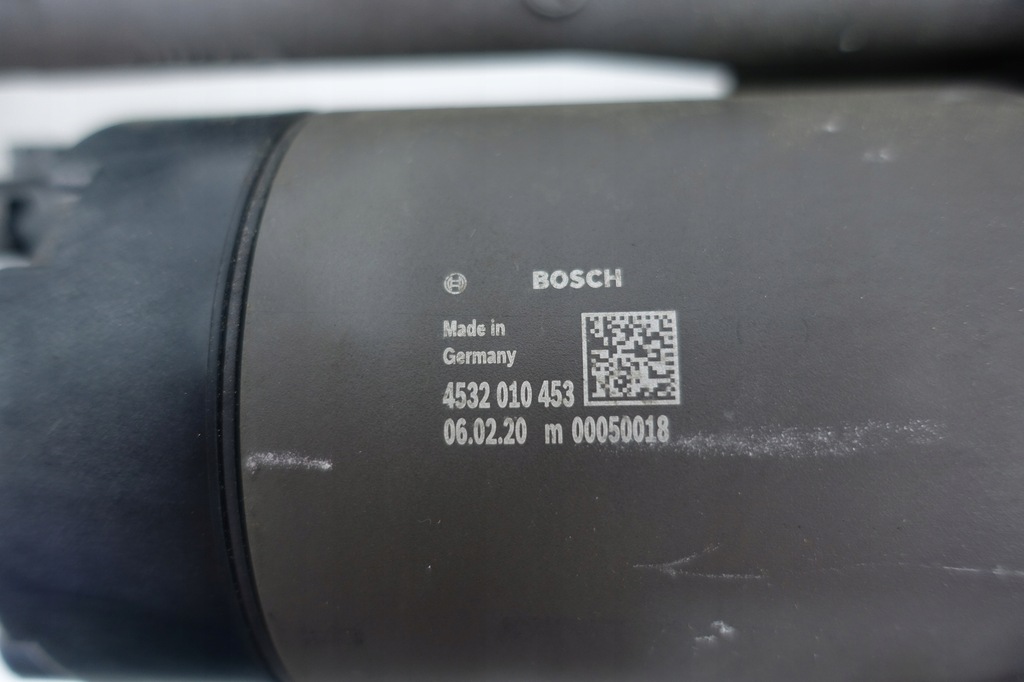 BOSCH
Made in
Germany
4532 010 453
06.02.20 m 00050018